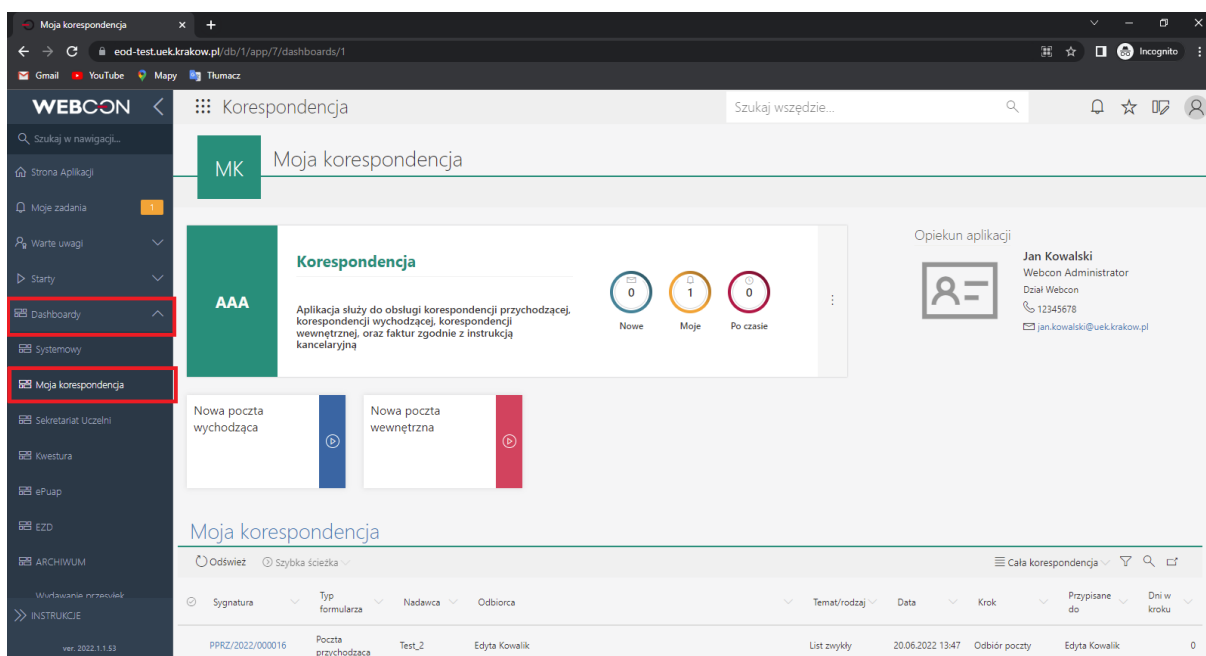 Moja korespondencja
eod-test.uek.krakow.pl/db/1/app/7/dashboards/1
Incognito
Gmail YouTube Mapy Tłumacz
WEBCON
Korespondencja
Szukaj wszędzie...
Szukaj w nawigacji...
Strona Aplikacji
Moje zadania 1
Warte uwagi
Starty
Dashboardy
Systemowy
Moja korespondencja
Sekretariat Uczelni
Kwestura
ePuap
EZD
ARCHIWUM
Wydawanie przesyłek
INSTRUKCJE
ver. 2022.1.1.53
MK
Moja korespondencja
AAA
Korespondencja
Aplikacja służy do obsługi korespondencji przychodzącej,
korespondencji wychodzącej, korespondencji
wewnętrznej, oraz faktur zgodnie z instrukcją
kancelaryjną
0 1 0
Nowe Moje Po czasie
Opiekun aplikacji
Jan Kowalski
Webcon Administrator
Dział Webcon
12345678
jan.kowalski@uek.krakow.pl
Nowa poczta
wychodząca
Nowa poczta
wewnętrzna
Moja korespondencja
Odśwież Szybka ścieżka
Cała korespondencja
Sygnatura Typ formularza Nadawca Odbiorca Temat/rodzaj Data Krok Przypisane do Dni w kroku
PPRZ/2022/000016 Poczta przychodząca Test_2 Edyta Kowalik List zwykły 20.06.2022 13:47 Odbiór poczty Edyta Kowalik 0